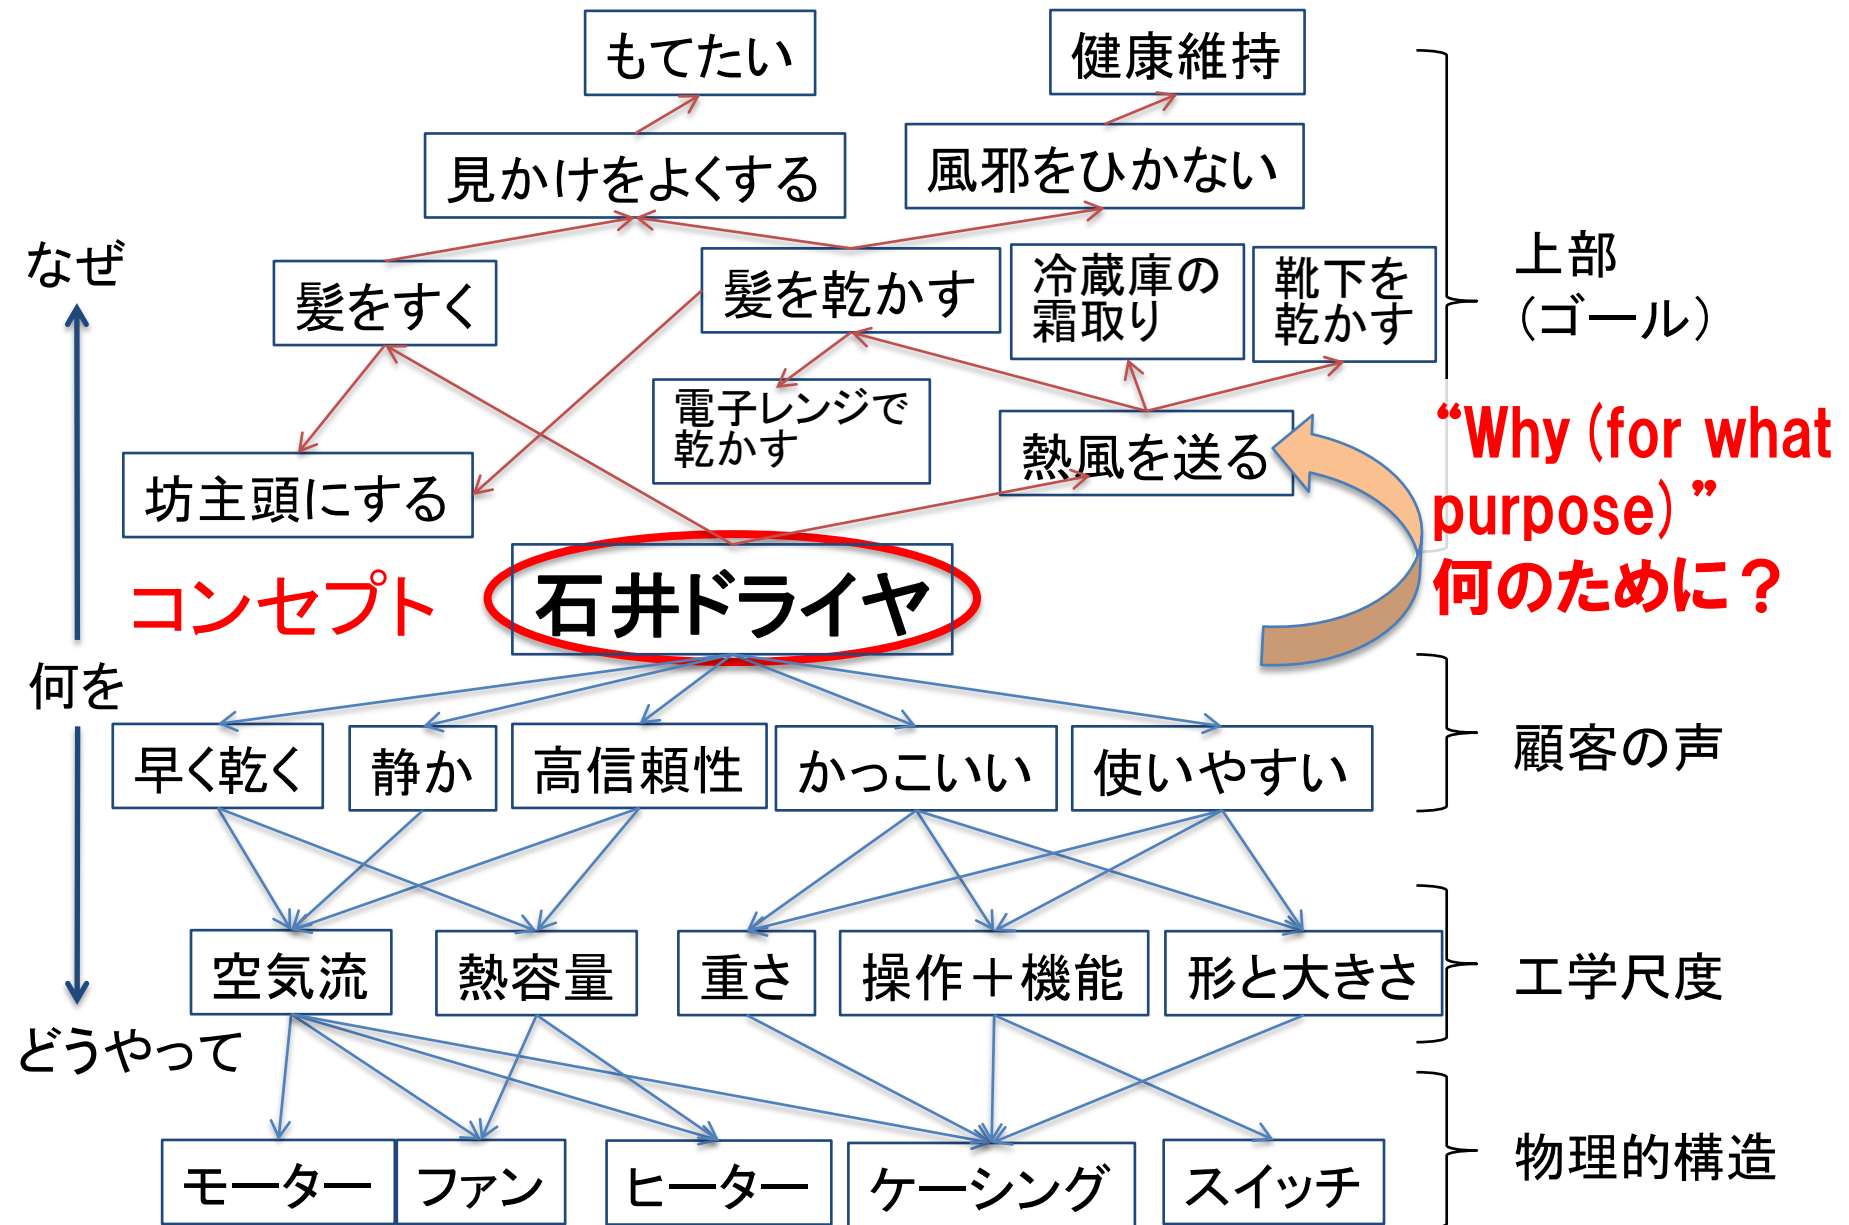 もてたい
健康維持
見かけをよくする
風邪をひかない
なぜ
髪をすく
髪を乾かす
冷蔵庫の
霜取り
靴下を
乾かす
上部
（ゴール）
電子レンジで
乾かす
坊主頭にする
熱風を送る
“Why（for what
purpose）”
何のために？
コンセプト
石井ドライヤ
何を
早く乾く
静か
高信頼性
かっこいい
使いやすい
顧客の声
空気流
熱容量
重さ
操作＋機能
形と大きさ
工学尺度
どうやって
モーター
ファン
ヒーター
ケーシング
スイッチ
物理的構造